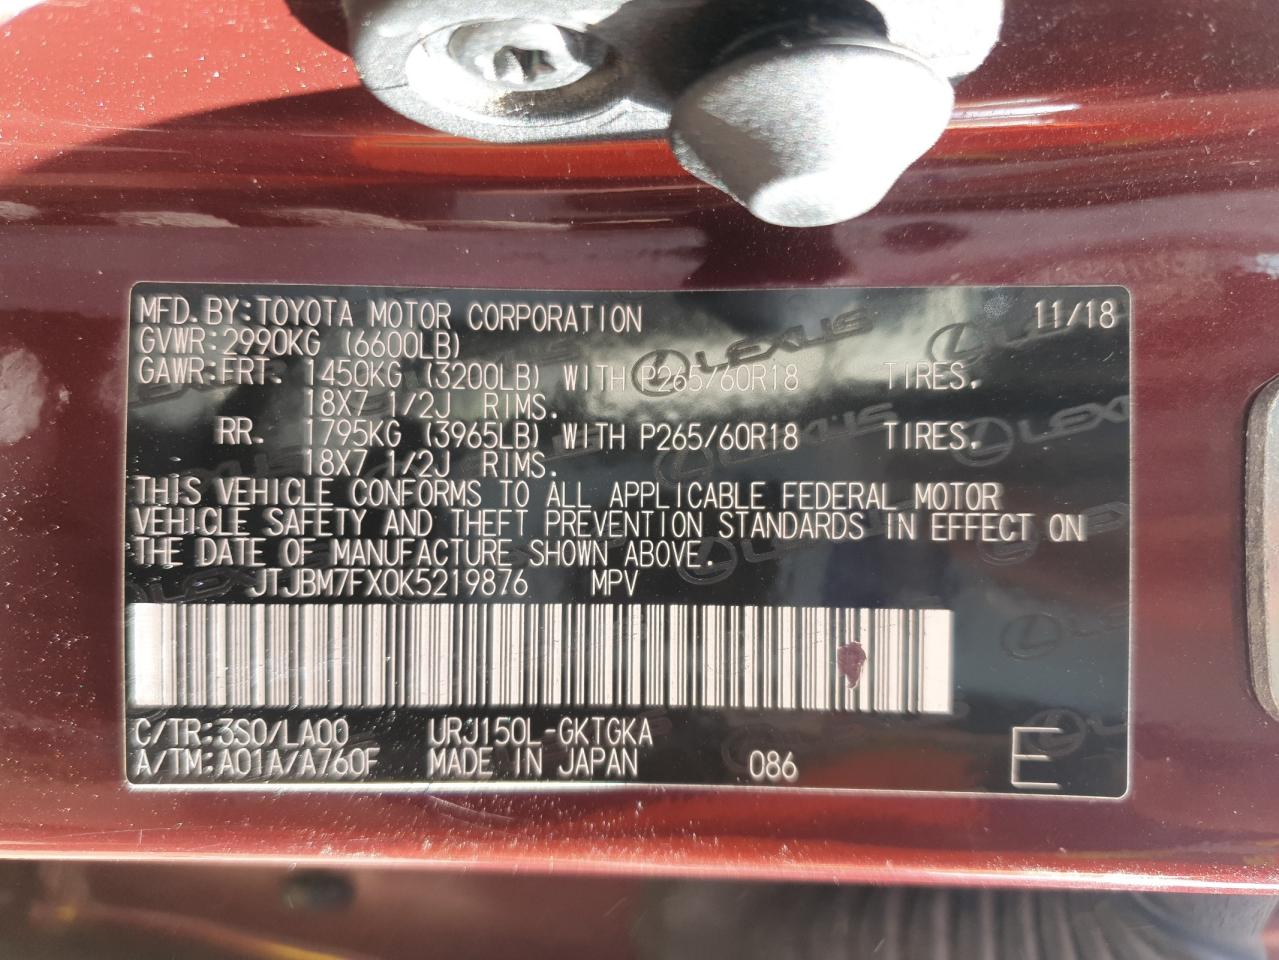 MFD. BY: TOYOTA MOTOR CORPORATION 11/18
GVWR: 2990KG (6600LB)
GAWR: FRT. 1450KG (3200LB) WITH P265/60R18 TIRES.
18X7 1/2J RIMS.
RR. 1795KG (3965LB) WITH P265/60R18 TIRES.
18X7 1/2J RIMS.
THIS VEHICLE CONFORMS TO ALL APPLICABLE FEDERAL MOTOR
VEHICLE SAFETY AND THEFT PREVENTION STANDARDS IN EFFECT ON
THE DATE OF MANUFACTURE SHOWN ABOVE.
JTJBM7FX0K5219876 MPV
C/TR: 3S0/LA00 URJ150L-GKTGKA
A/TM: A01A/A760F MADE IN JAPAN 086 E
LEXUS
LEXUS
LEXUS